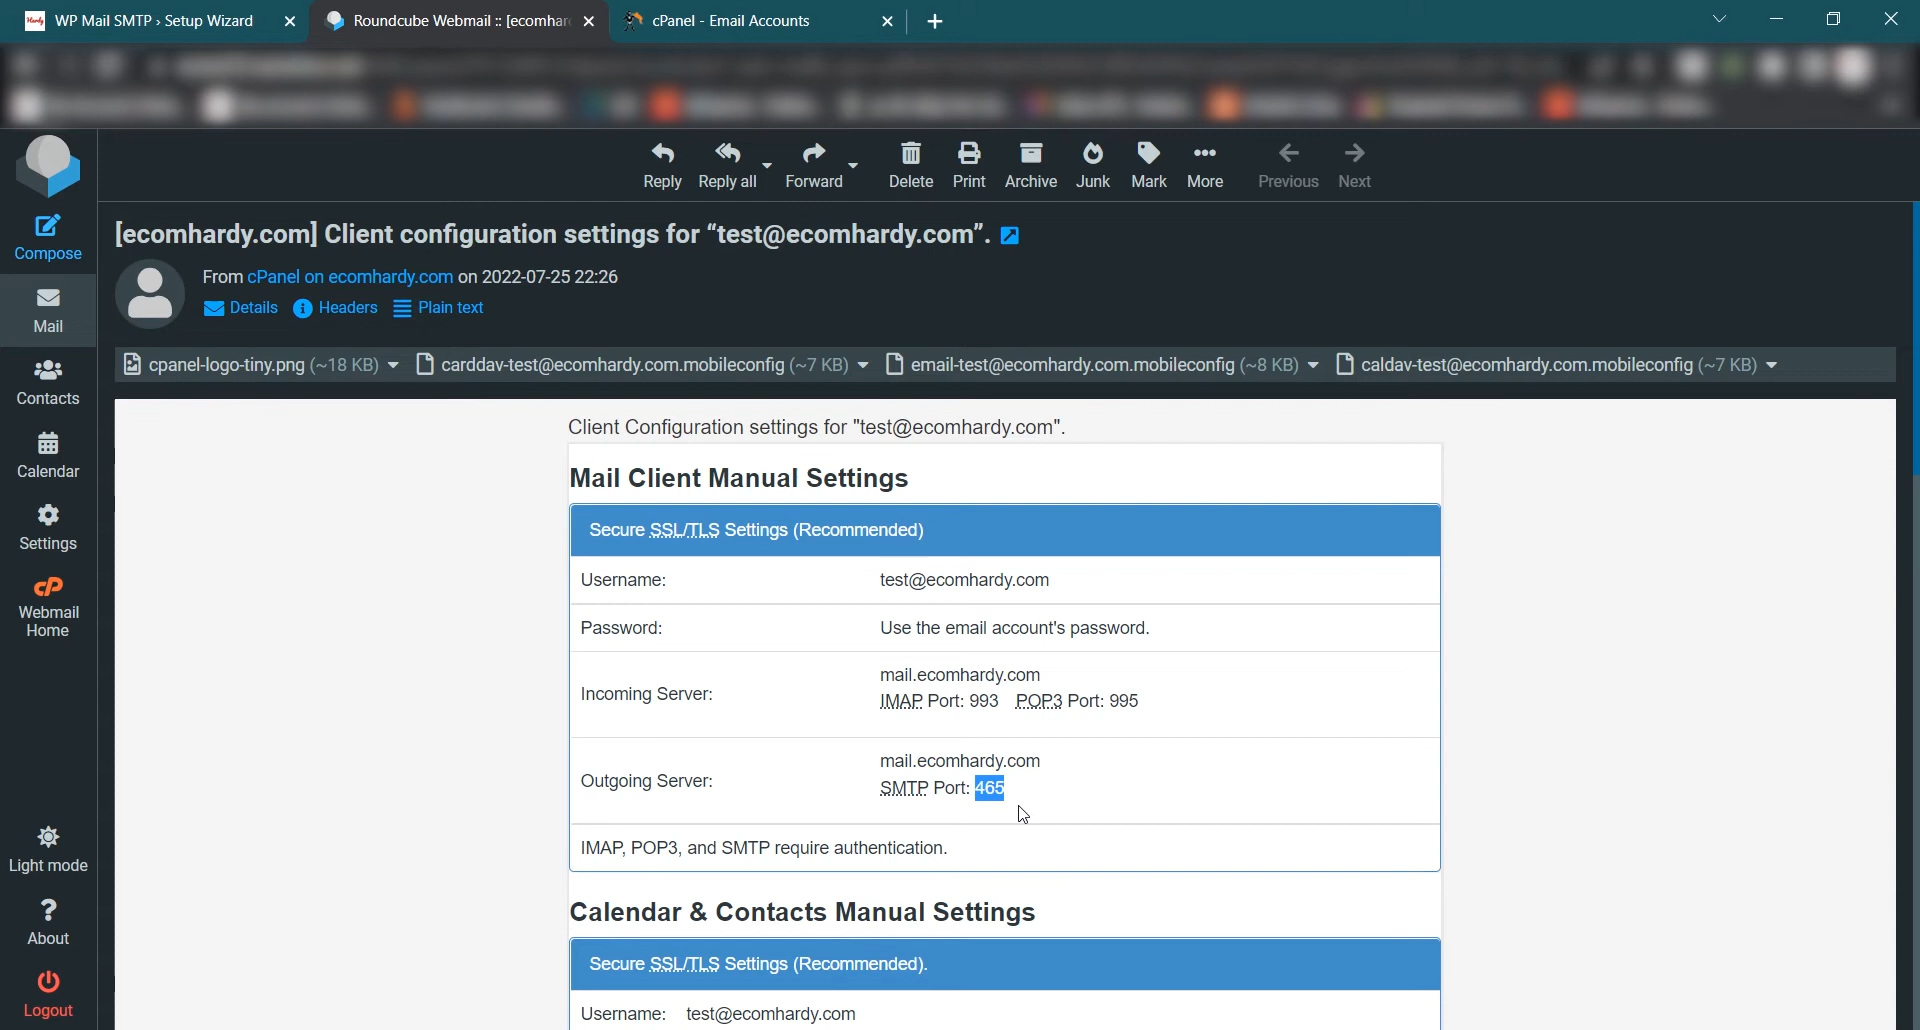 WP Mail SMTP › Setup Wizard
Roundcube Webmail :: [ecomhar
cPanel - Email Accounts
Reply
Reply all
Forward
Delete
Print
Archive
Junk
Mark
More
Previous
Next
Compose
Mail
Contacts
Calendar
Settings
cP
Webmail
Home
Light mode
?
About
Logout
[ecomhardy.com] Client configuration settings for “test@ecomhardy.com”.
From cPanel on ecomhardy.com on 2022-07-25 22:26
Details Headers Plain text
cpanel-logo-tiny.png (~18 KB) carddav-test@ecomhardy.com.mobileconfig (~7 KB) email-test@ecomhardy.com.mobileconfig (~8 KB) caldav-test@ecomhardy.com.mobileconfig (~7 KB)
Client Configuration settings for "test@ecomhardy.com".
Mail Client Manual Settings
Secure SSL/TLS Settings (Recommended)
Username: test@ecomhardy.com
Password: Use the email account's password.
Incoming Server: mail.ecomhardy.com
IMAP Port: 993 POP3 Port: 995
Outgoing Server: mail.ecomhardy.com
SMTP Port: 465
IMAP, POP3, and SMTP require authentication.
Calendar & Contacts Manual Settings
Secure SSL/TLS Settings (Recommended).
Username: test@ecomhardy.com